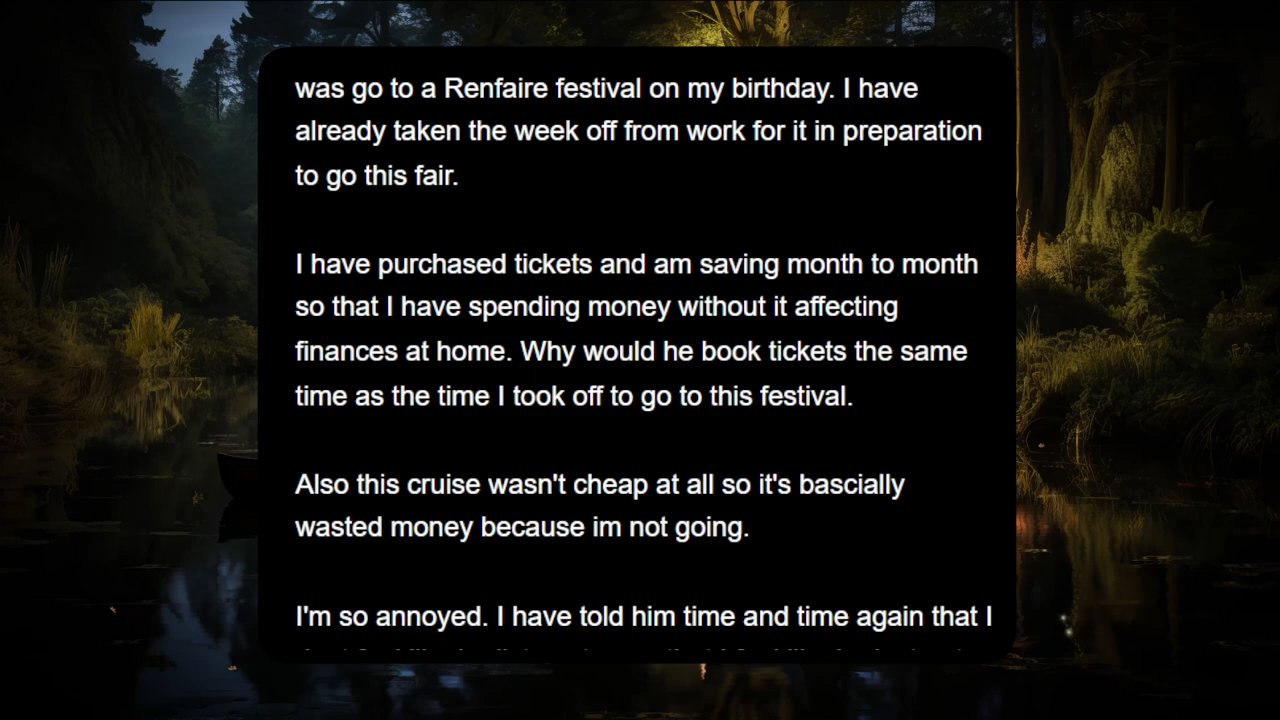 was go to a Renfaire festival on my birthday. I have
already taken the week off from work for it in preparation
to go this fair.
I have purchased tickets and am saving month to month
so that I have spending money without it affecting
finances at home. Why would he book tickets the same
time as the time I took off to go to this festival.
Also this cruise wasn't cheap at all so it's bascially
wasted money because im not going.
I'm so annoyed. I have told him time and time again that I